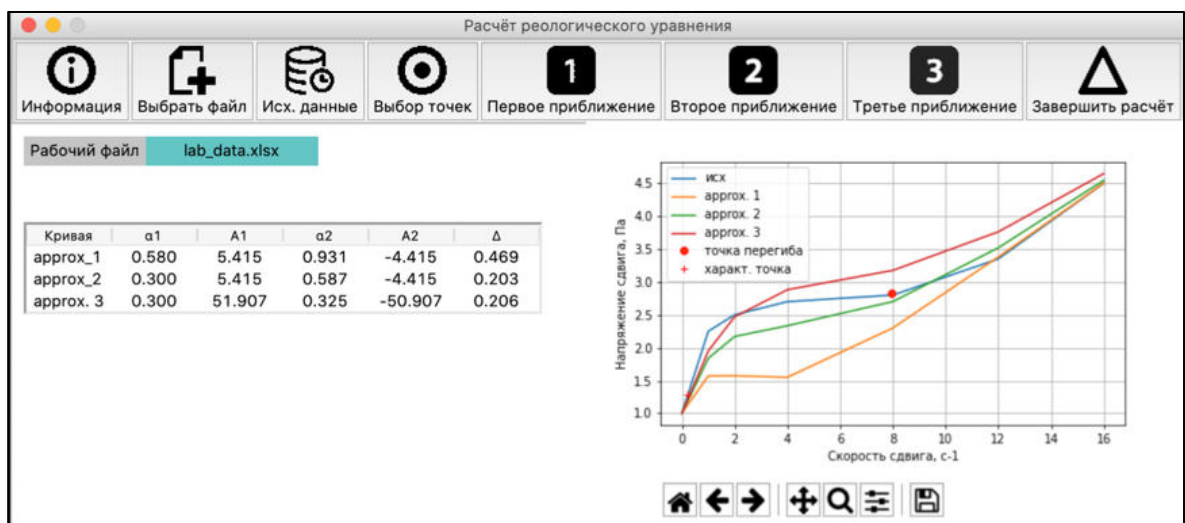 Расчёт реологического уравнения
Информация
Выбрать файл
Исх. данные
Выбор точек
1
Первое приближение
2
Второе приближение
3
Третье приближение
Завершить расчёт
Рабочий файл lab_data.xlsx
Кривая α1 A1 α2 A2 Δ
approx_1 0.580 5.415 0.931 -4.415 0.469
approx_2 0.300 5.415 0.587 -4.415 0.203
approx. 3 0.300 51.907 0.325 -50.907 0.206
исх
approx. 1
approx. 2
approx. 3
точка перегиба
характ. точка
Напряжение сдвига, Па
4.5
4.0
3.5
3.0
2.5
2.0
1.5
1.0
0 2 4 6 8 10 12 14 16
Скорость сдвига, с-1